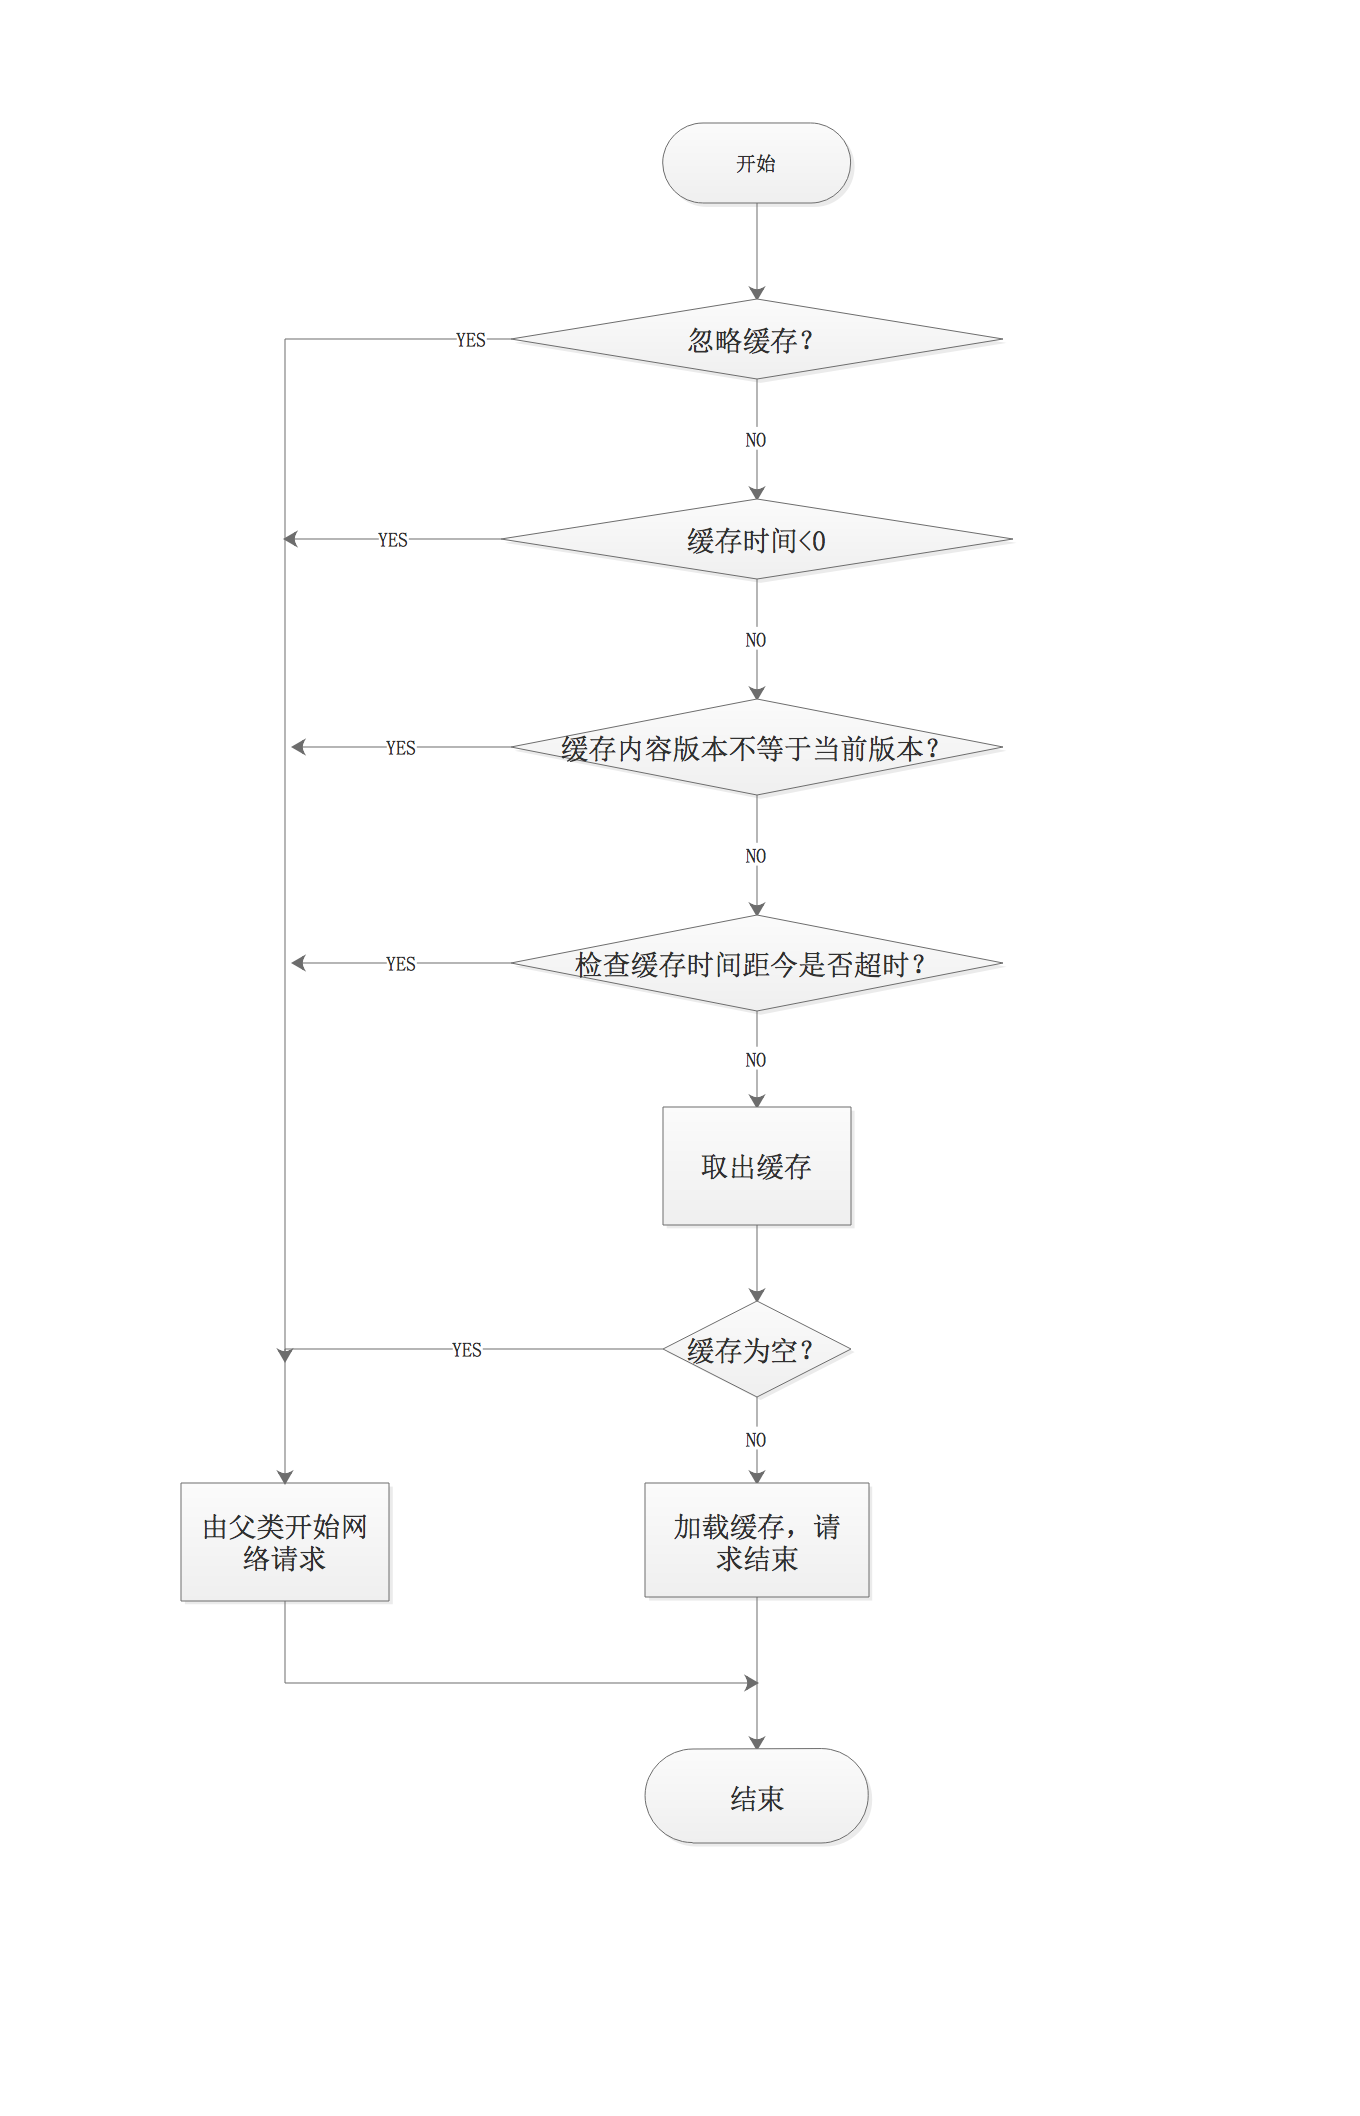 开始
忽略缓存?
YES
NO
缓存时间<0
YES
NO
缓存内容版本不等于当前版本?
YES
NO
检查缓存时间距今是否超时?
YES
NO
取出缓存
缓存为空?
YES
NO
由父类开始网
络请求
加载缓存，请
求结束
结束